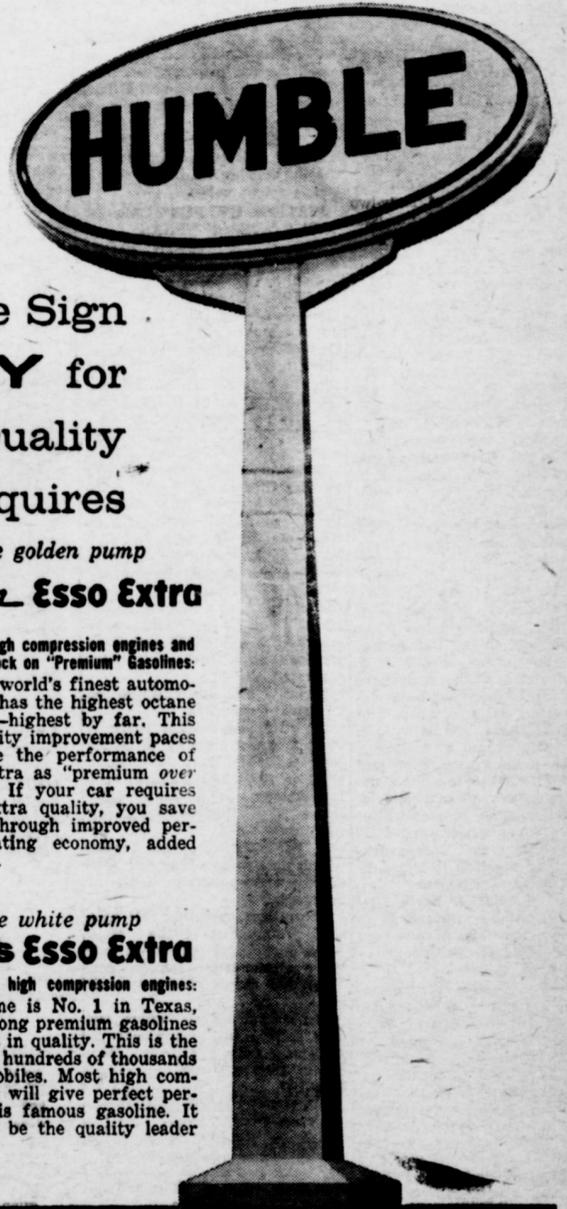 HUMBLE
e Sign
Y for
uality
quires
e golden pump
Esso Extra
gh compression engines and
ck on "Premium" Gasolines:
world's finest automo-
has the highest octane
—highest by far. This
ity improvement paces
e the performance of
tra as "premium over
If your car requires
tra quality, you save
hrough improved per-
ting economy, added
e white pump
s Esso Extra
high compression engines:
ne is No. 1 in Texas,
ong premium gasolines
in quality. This is the
hundreds of thousands
obiles. Most high com-
will give perfect per-
is famous gasoline. It
be the quality leader